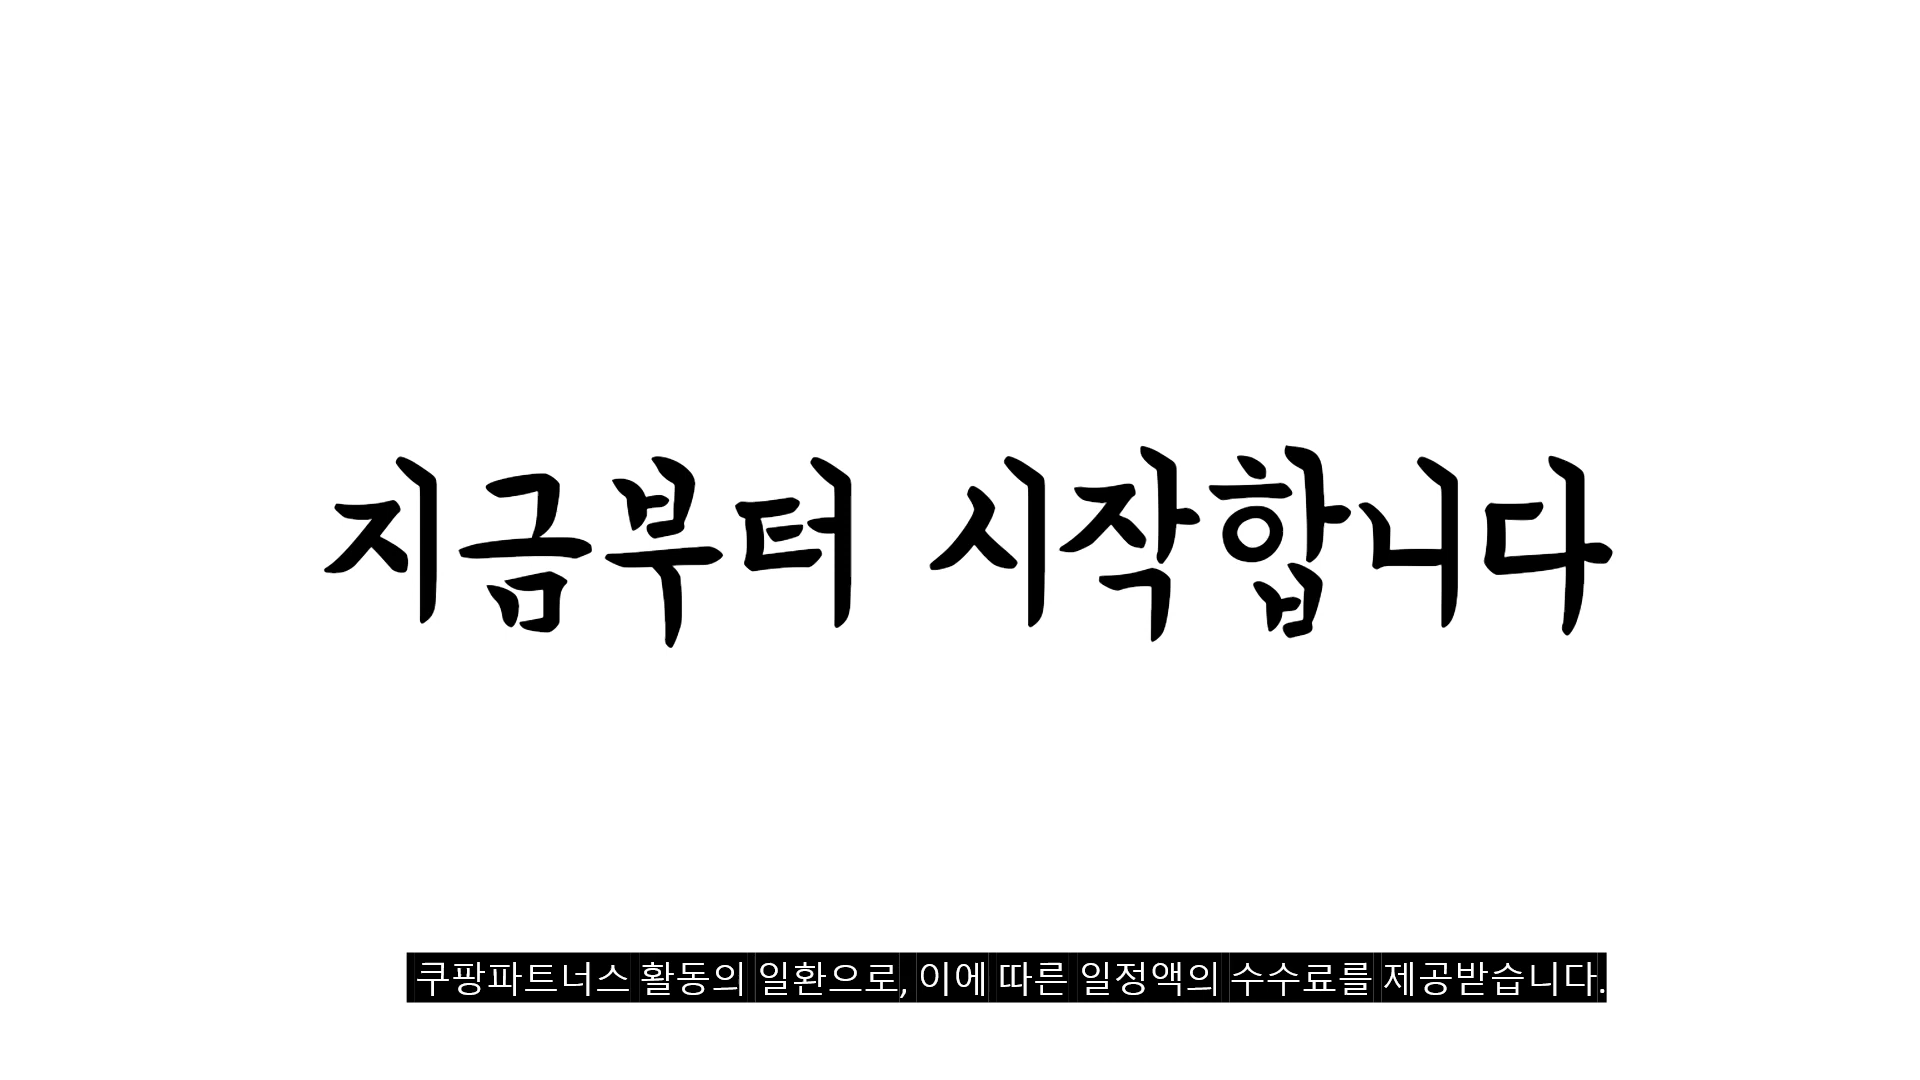 지금부터 시작합니다
쿠팡파트너스 활동의 일환으로, 이에 따른 일정액의 수수료를 제공받습니다.